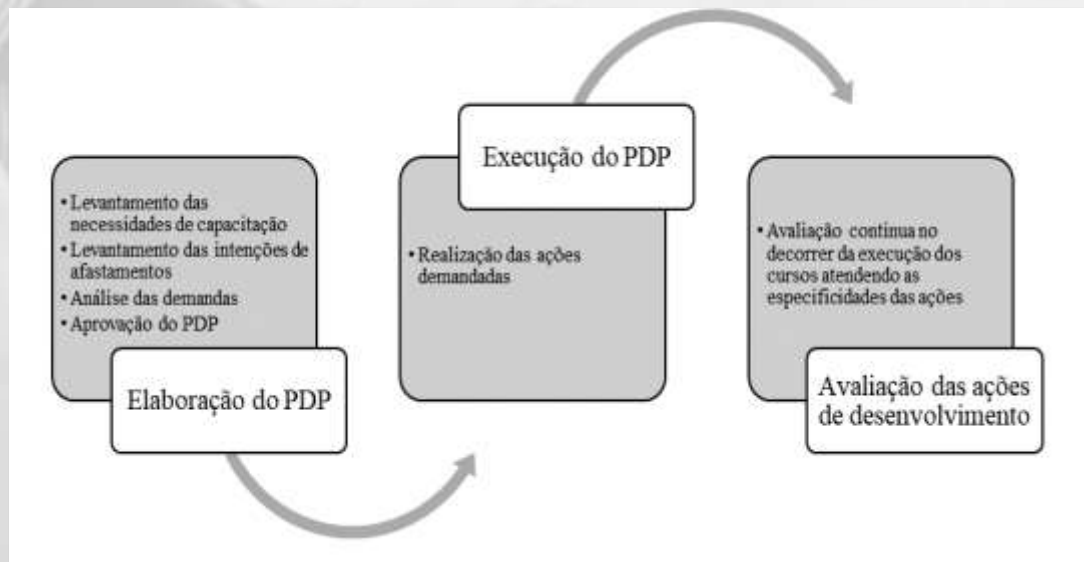 • Levantamento das
necessidades de capacitação
• Levantamento das intenções de
afastamentos
• Análise das demandas
• Aprovação do PDP
Elaboração do PDP
Execução do PDP
• Realização das ações
demandadas
• Avaliação continua no
decorrer da execução dos
cursos atendendo as
especificidades das ações
Avaliação das ações
de desenvolvimento